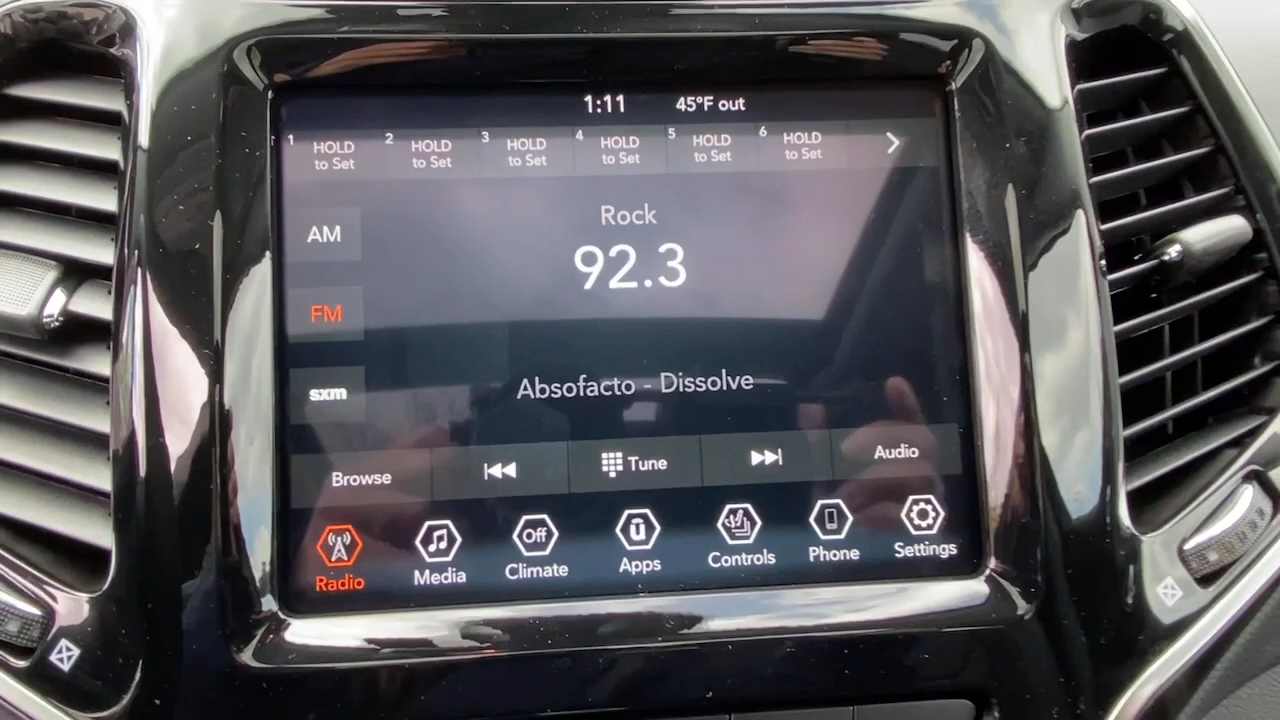 1:11 45°F out
1 HOLD to Set
2 HOLD to Set
3 HOLD to Set
4 HOLD to Set
5 HOLD to Set
6 HOLD to Set
Rock
AM
92.3
FM
Absofacto - Dissolve
sxm
Browse Tune Audio
Off
Radio Media Climate Apps Controls Phone Settings